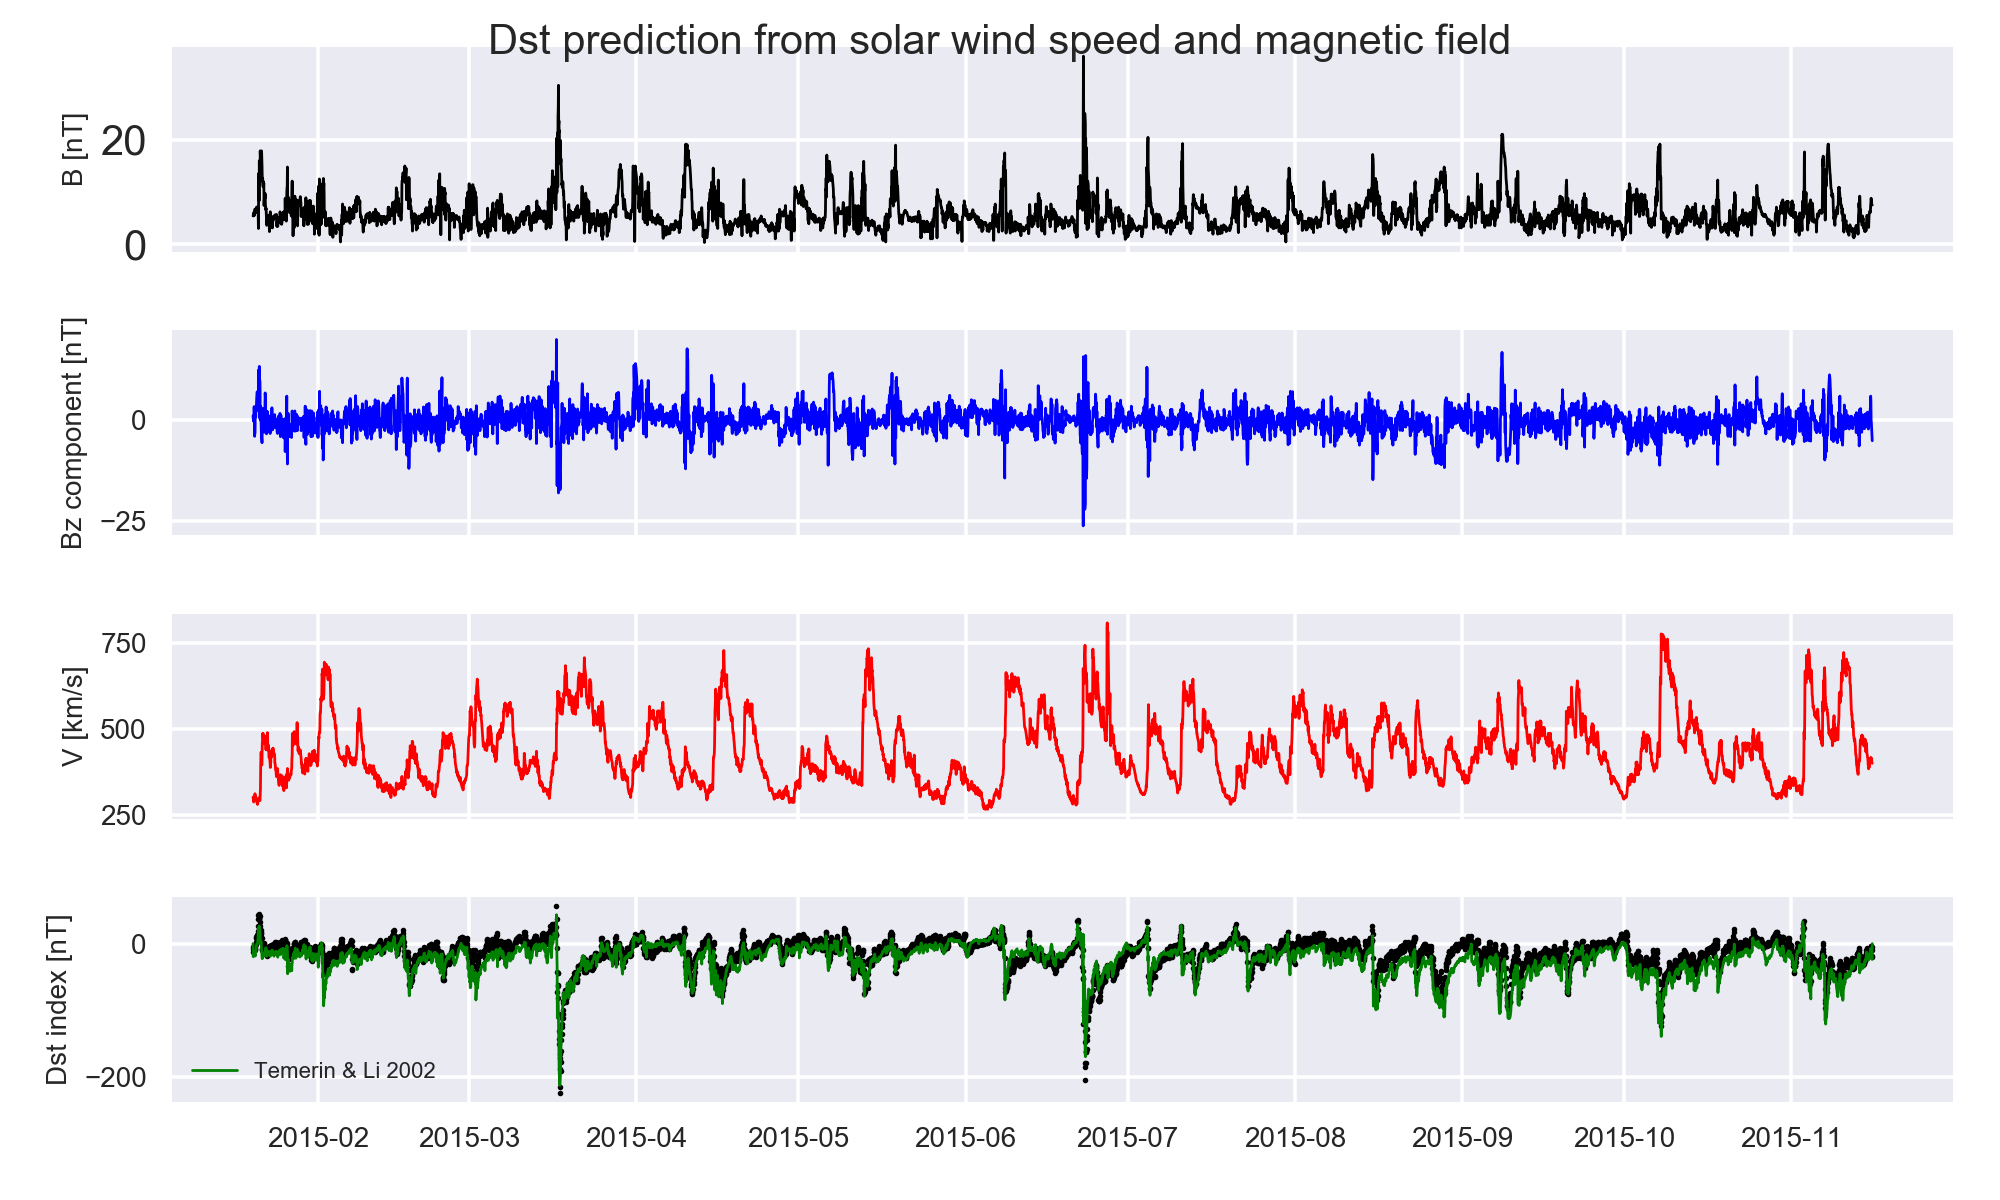 Dst prediction from solar wind speed and magnetic field
B [nT]
20
0
Bz component [nT]
0
−25
V [km/s]
750
500
250
Dst index [nT]
0
−200
Temerin & Li 2002
2015-02 2015-03 2015-04 2015-05 2015-06 2015-07 2015-08 2015-09 2015-10 2015-11